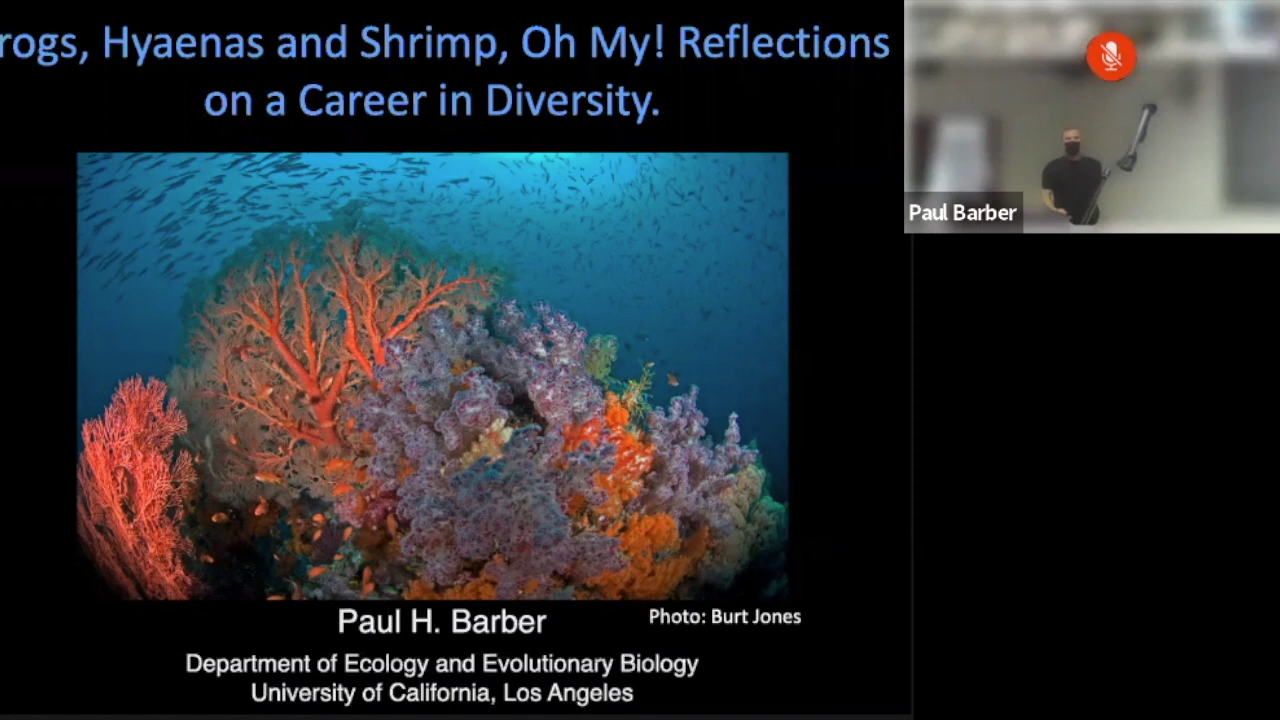 rogs, Hyaenas and Shrimp, Oh My! Reflections
on a Career in Diversity.
Paul Barber
Paul H. Barber
Photo: Burt Jones
Department of Ecology and Evolutionary Biology
University of California, Los Angeles